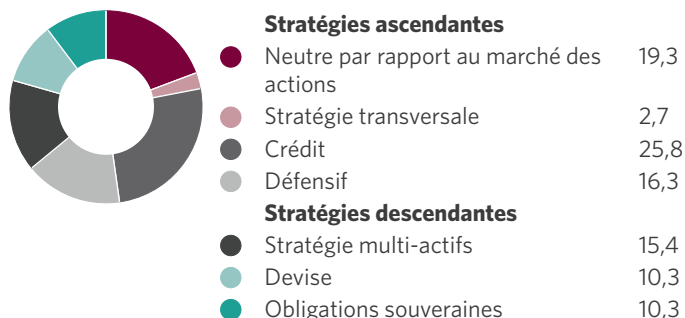 Stratégies ascendantes
Neutre par rapport au marché des actions 19,3
Stratégie transversale 2,7
Crédit 25,8
Défensif 16,3
Stratégies descendantes
Stratégie multi-actifs 15,4
Devise 10,3
Obligations souveraines 10,3